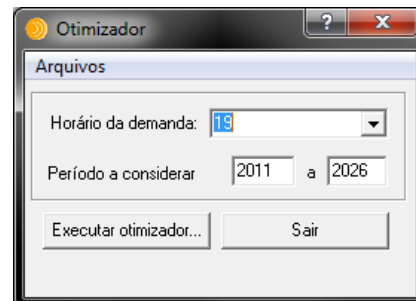 Otimizador
Arquivos
Horário da demanda: 19
Período a considerar 2011 a 2026
Executar otimizador... Sair